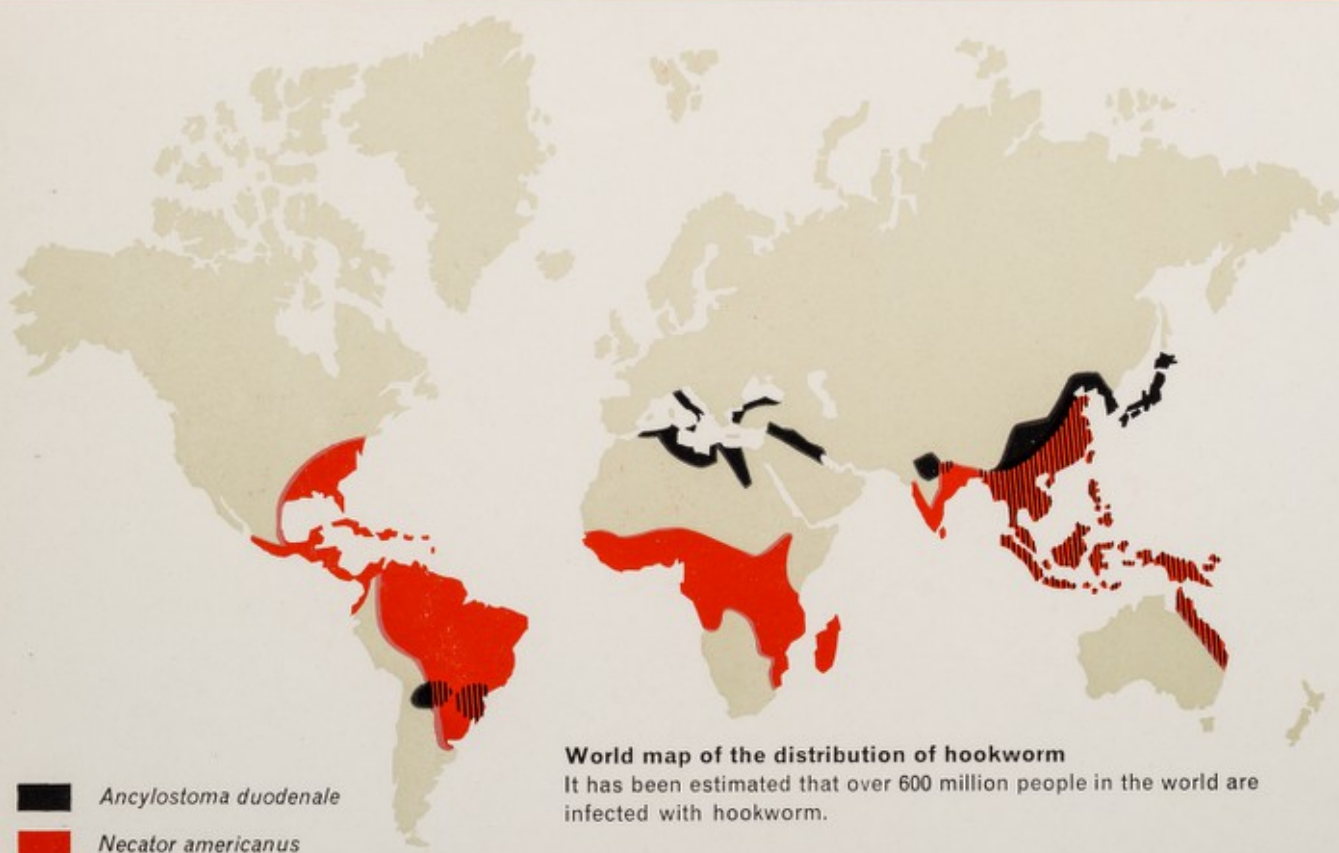 World map of the distribution of hookworm
It has been estimated that over 600 million people in the world are
infected with hookworm.
Ancylostoma duodenale
Necator americanus